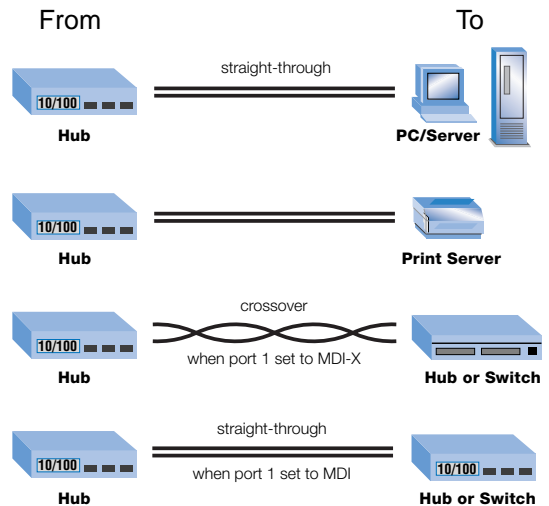 From To
straight-through
10/100
Hub PC/Server
10/100
Hub Print Server
crossover
10/100
when port 1 set to MDI-X
Hub Hub or Switch
straight-through
10/100 10/100
when port 1 set to MDI
Hub Hub or Switch